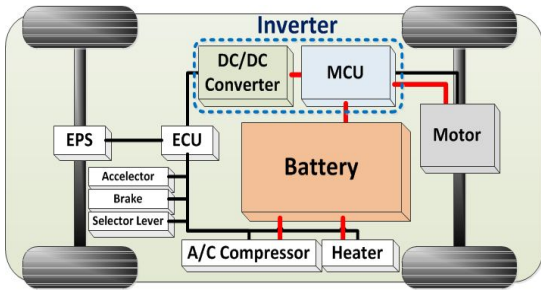 Inverter
DC/DC
Converter
MCU
EPS
ECU
Motor
Battery
Accelector
Brake
Selector Lever
A/C Compressor
Heater